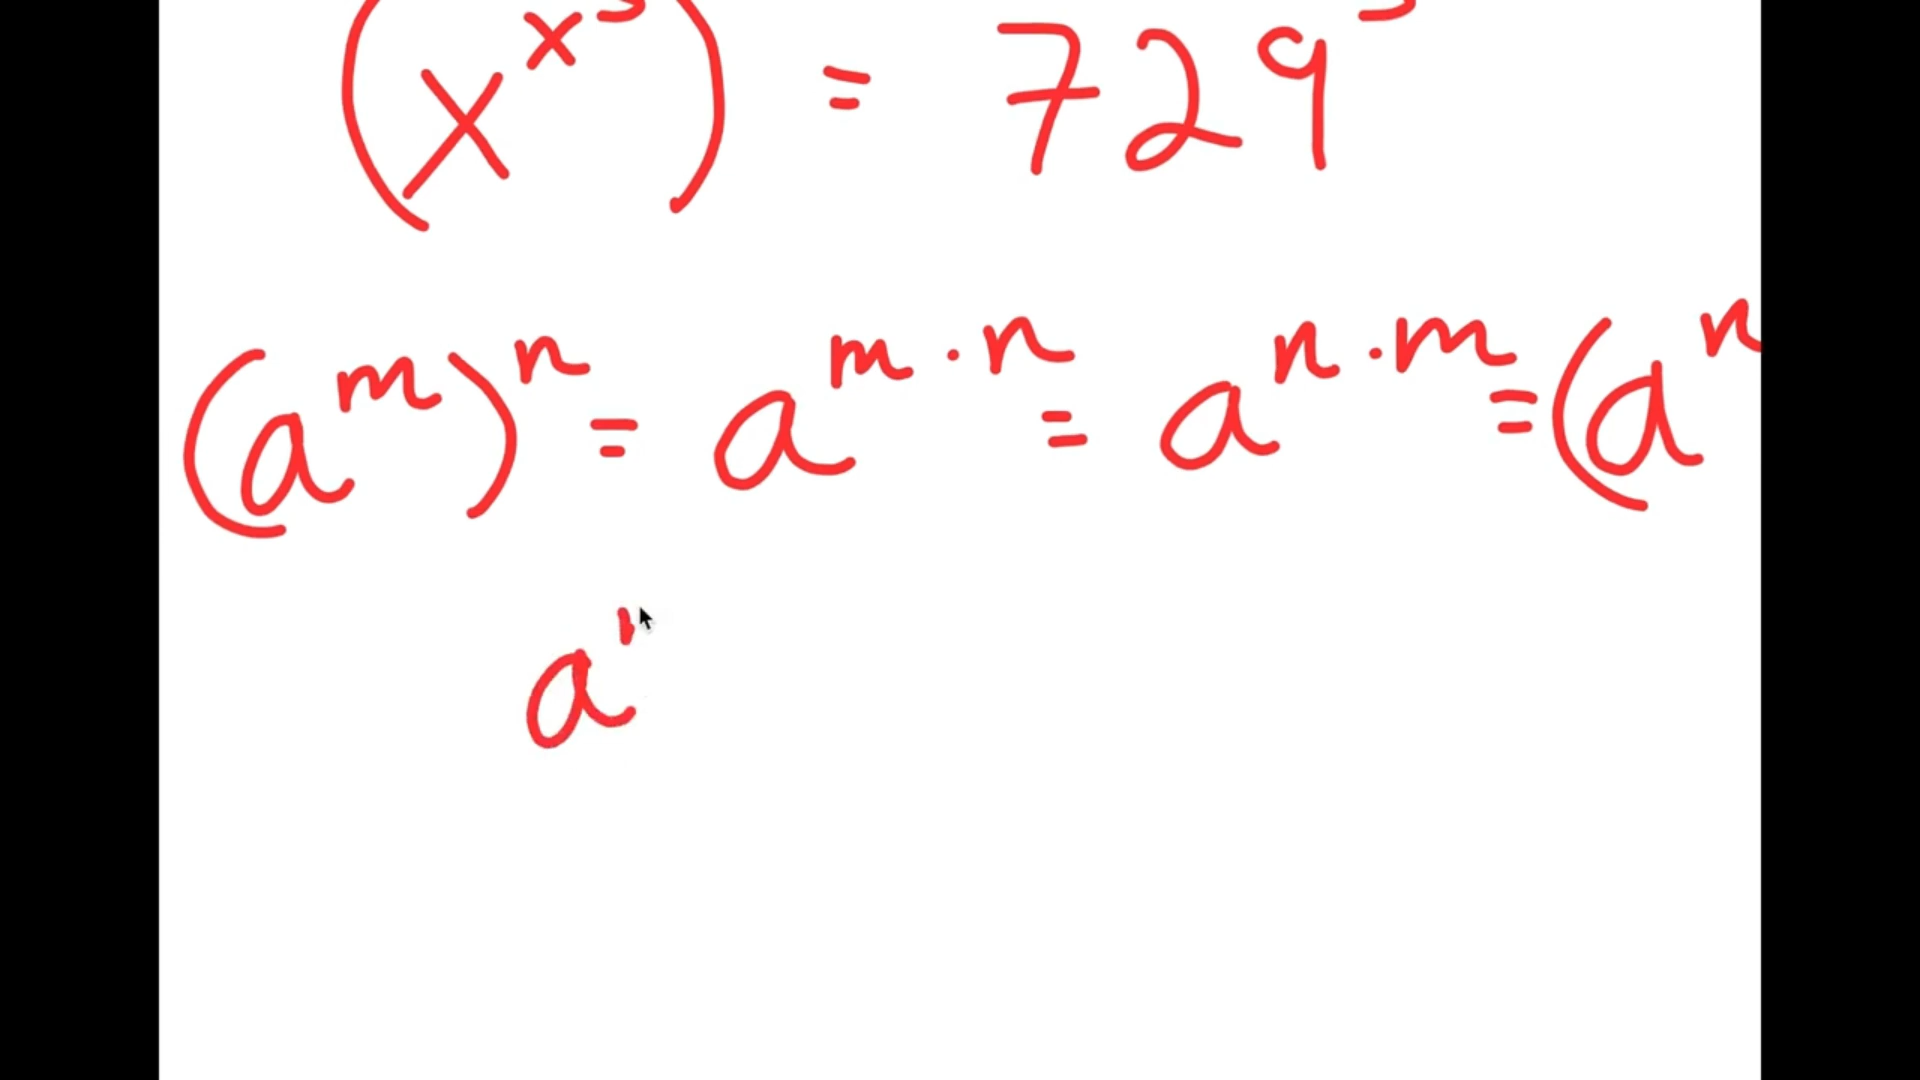 (x^x^3) = 729^3
(a^m)^n = a^m·n = a^n·m = (a^n
a